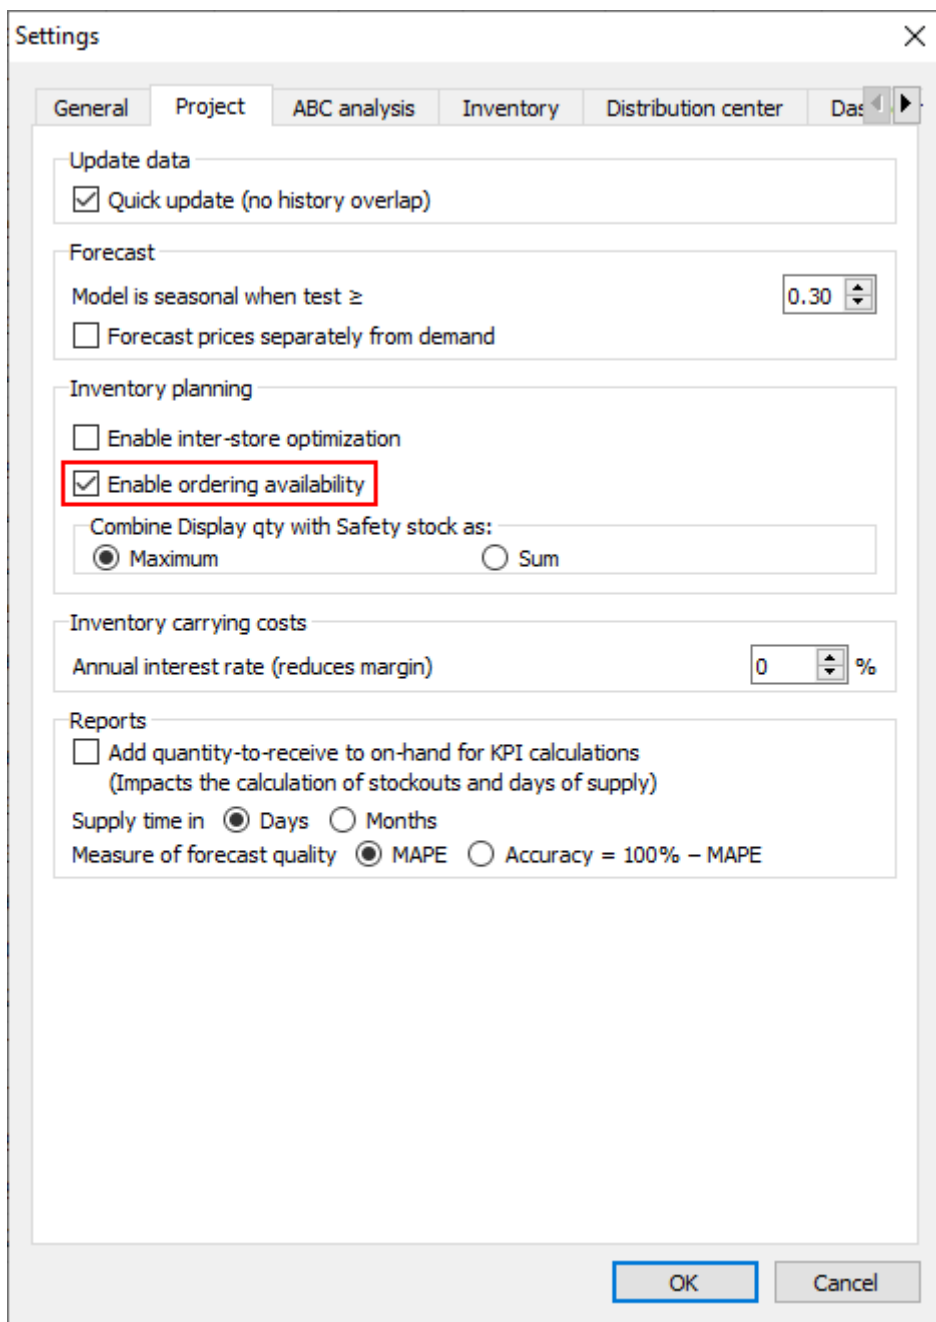 Settings
General Project ABC analysis Inventory Distribution center Das
Update data
Quick update (no history overlap)
Forecast
Model is seasonal when test ≥ 0.30
Forecast prices separately from demand
Inventory planning
Enable inter-store optimization
Enable ordering availability
Combine Display qty with Safety stock as:
Maximum Sum
Inventory carrying costs
Annual interest rate (reduces margin) 0 %
Reports
Add quantity-to-receive to on-hand for KPI calculations
(Impacts the calculation of stockouts and days of supply)
Supply time in Days Months
Measure of forecast quality MAPE Accuracy = 100% – MAPE
OK Cancel